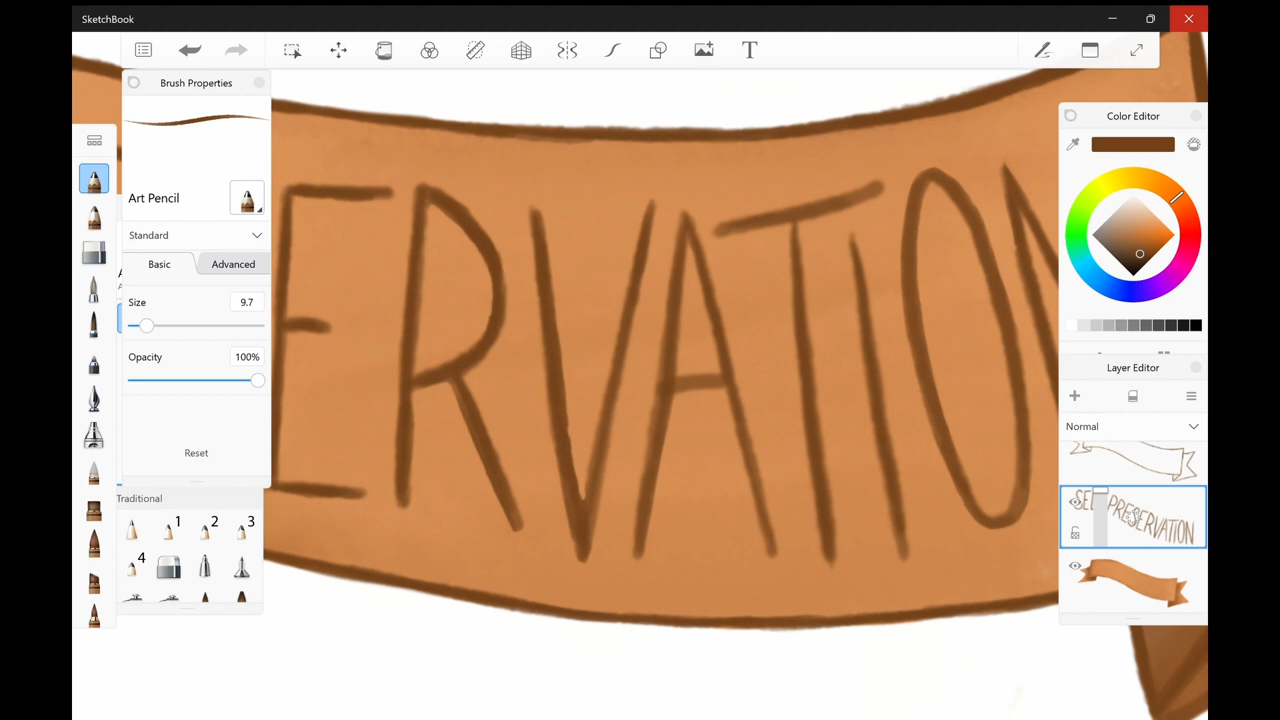 SketchBook
Brush Properties
Color Editor
Art Pencil
Standard
Basic Advanced
Size 9.7
Opacity 100%
Reset
Traditional
1 2 3
4
ERVATION
Layer Editor
Normal
SEL PRESERVATION
T